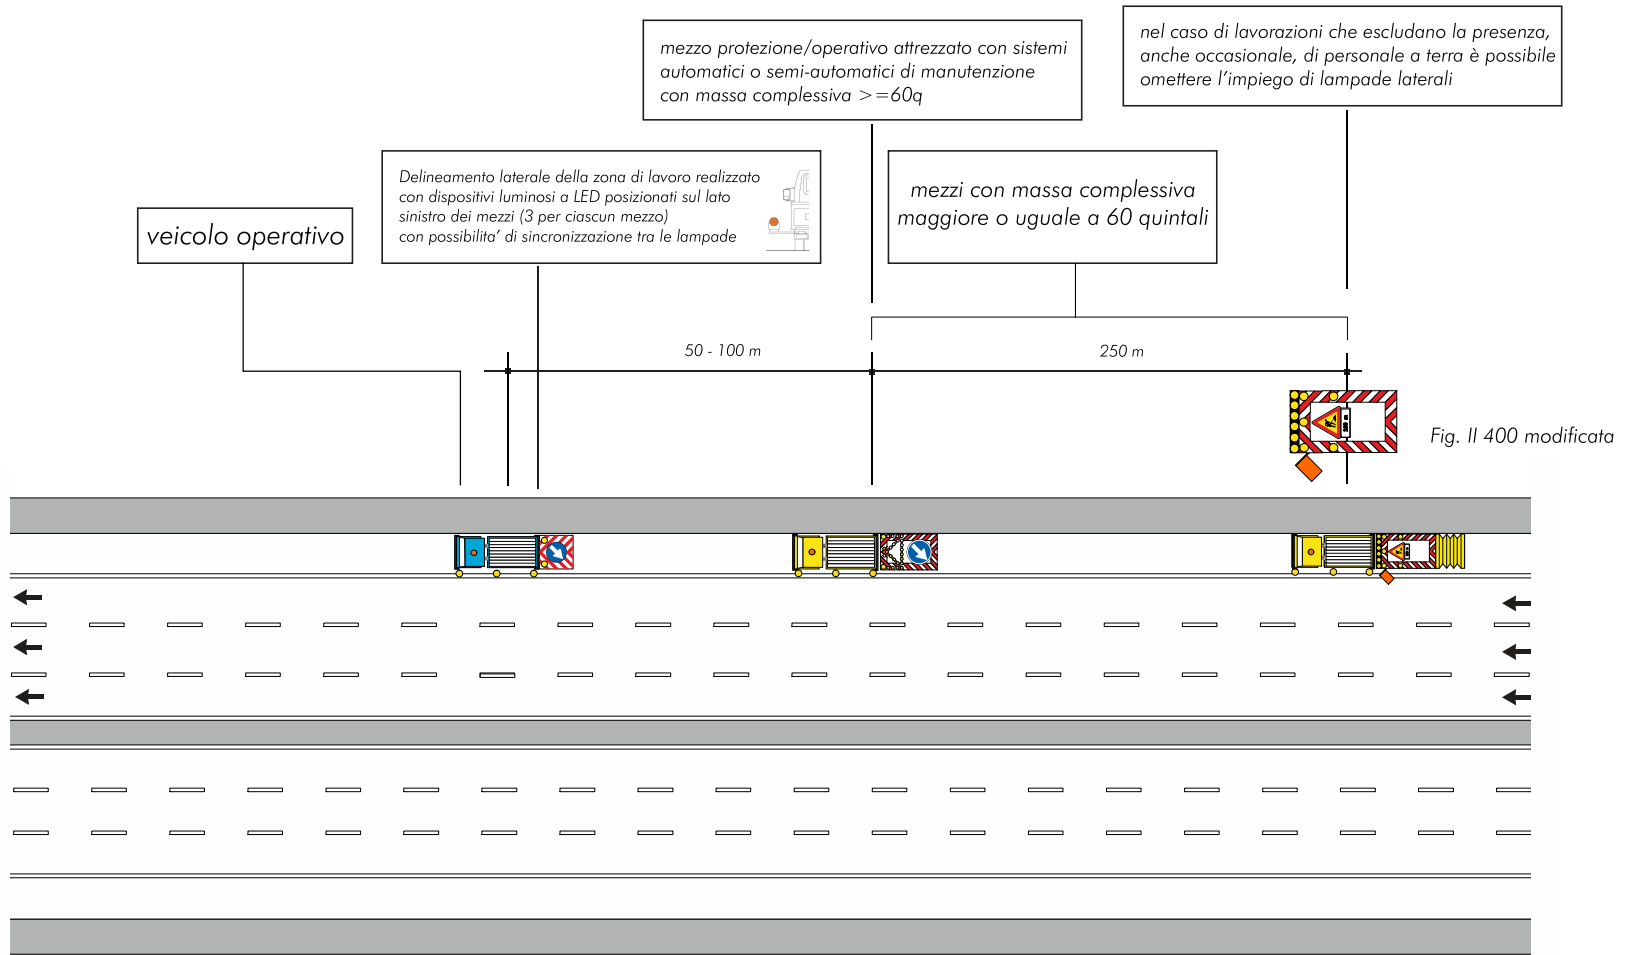 nel caso di lavorazioni che escludano la presenza,
anche occasionale, di personale a terra è possibile
omettere l'impiego di lampade laterali
mezzo protezione/operativo attrezzato con sistemi
automatici o semi-automatici di manutenzione
con massa complessiva >=60q
Delineamento laterale della zona di lavoro realizzato
con dispositivi luminosi a LED posizionati sul lato
sinistro dei mezzi (3 per ciascun mezzo)
con possibilita' di sincronizzazione tra le lampade
mezzi con massa complessiva
maggiore o uguale a 60 quintali
veicolo operativo
50 - 100 m
250 m
Fig. II 400 modificata